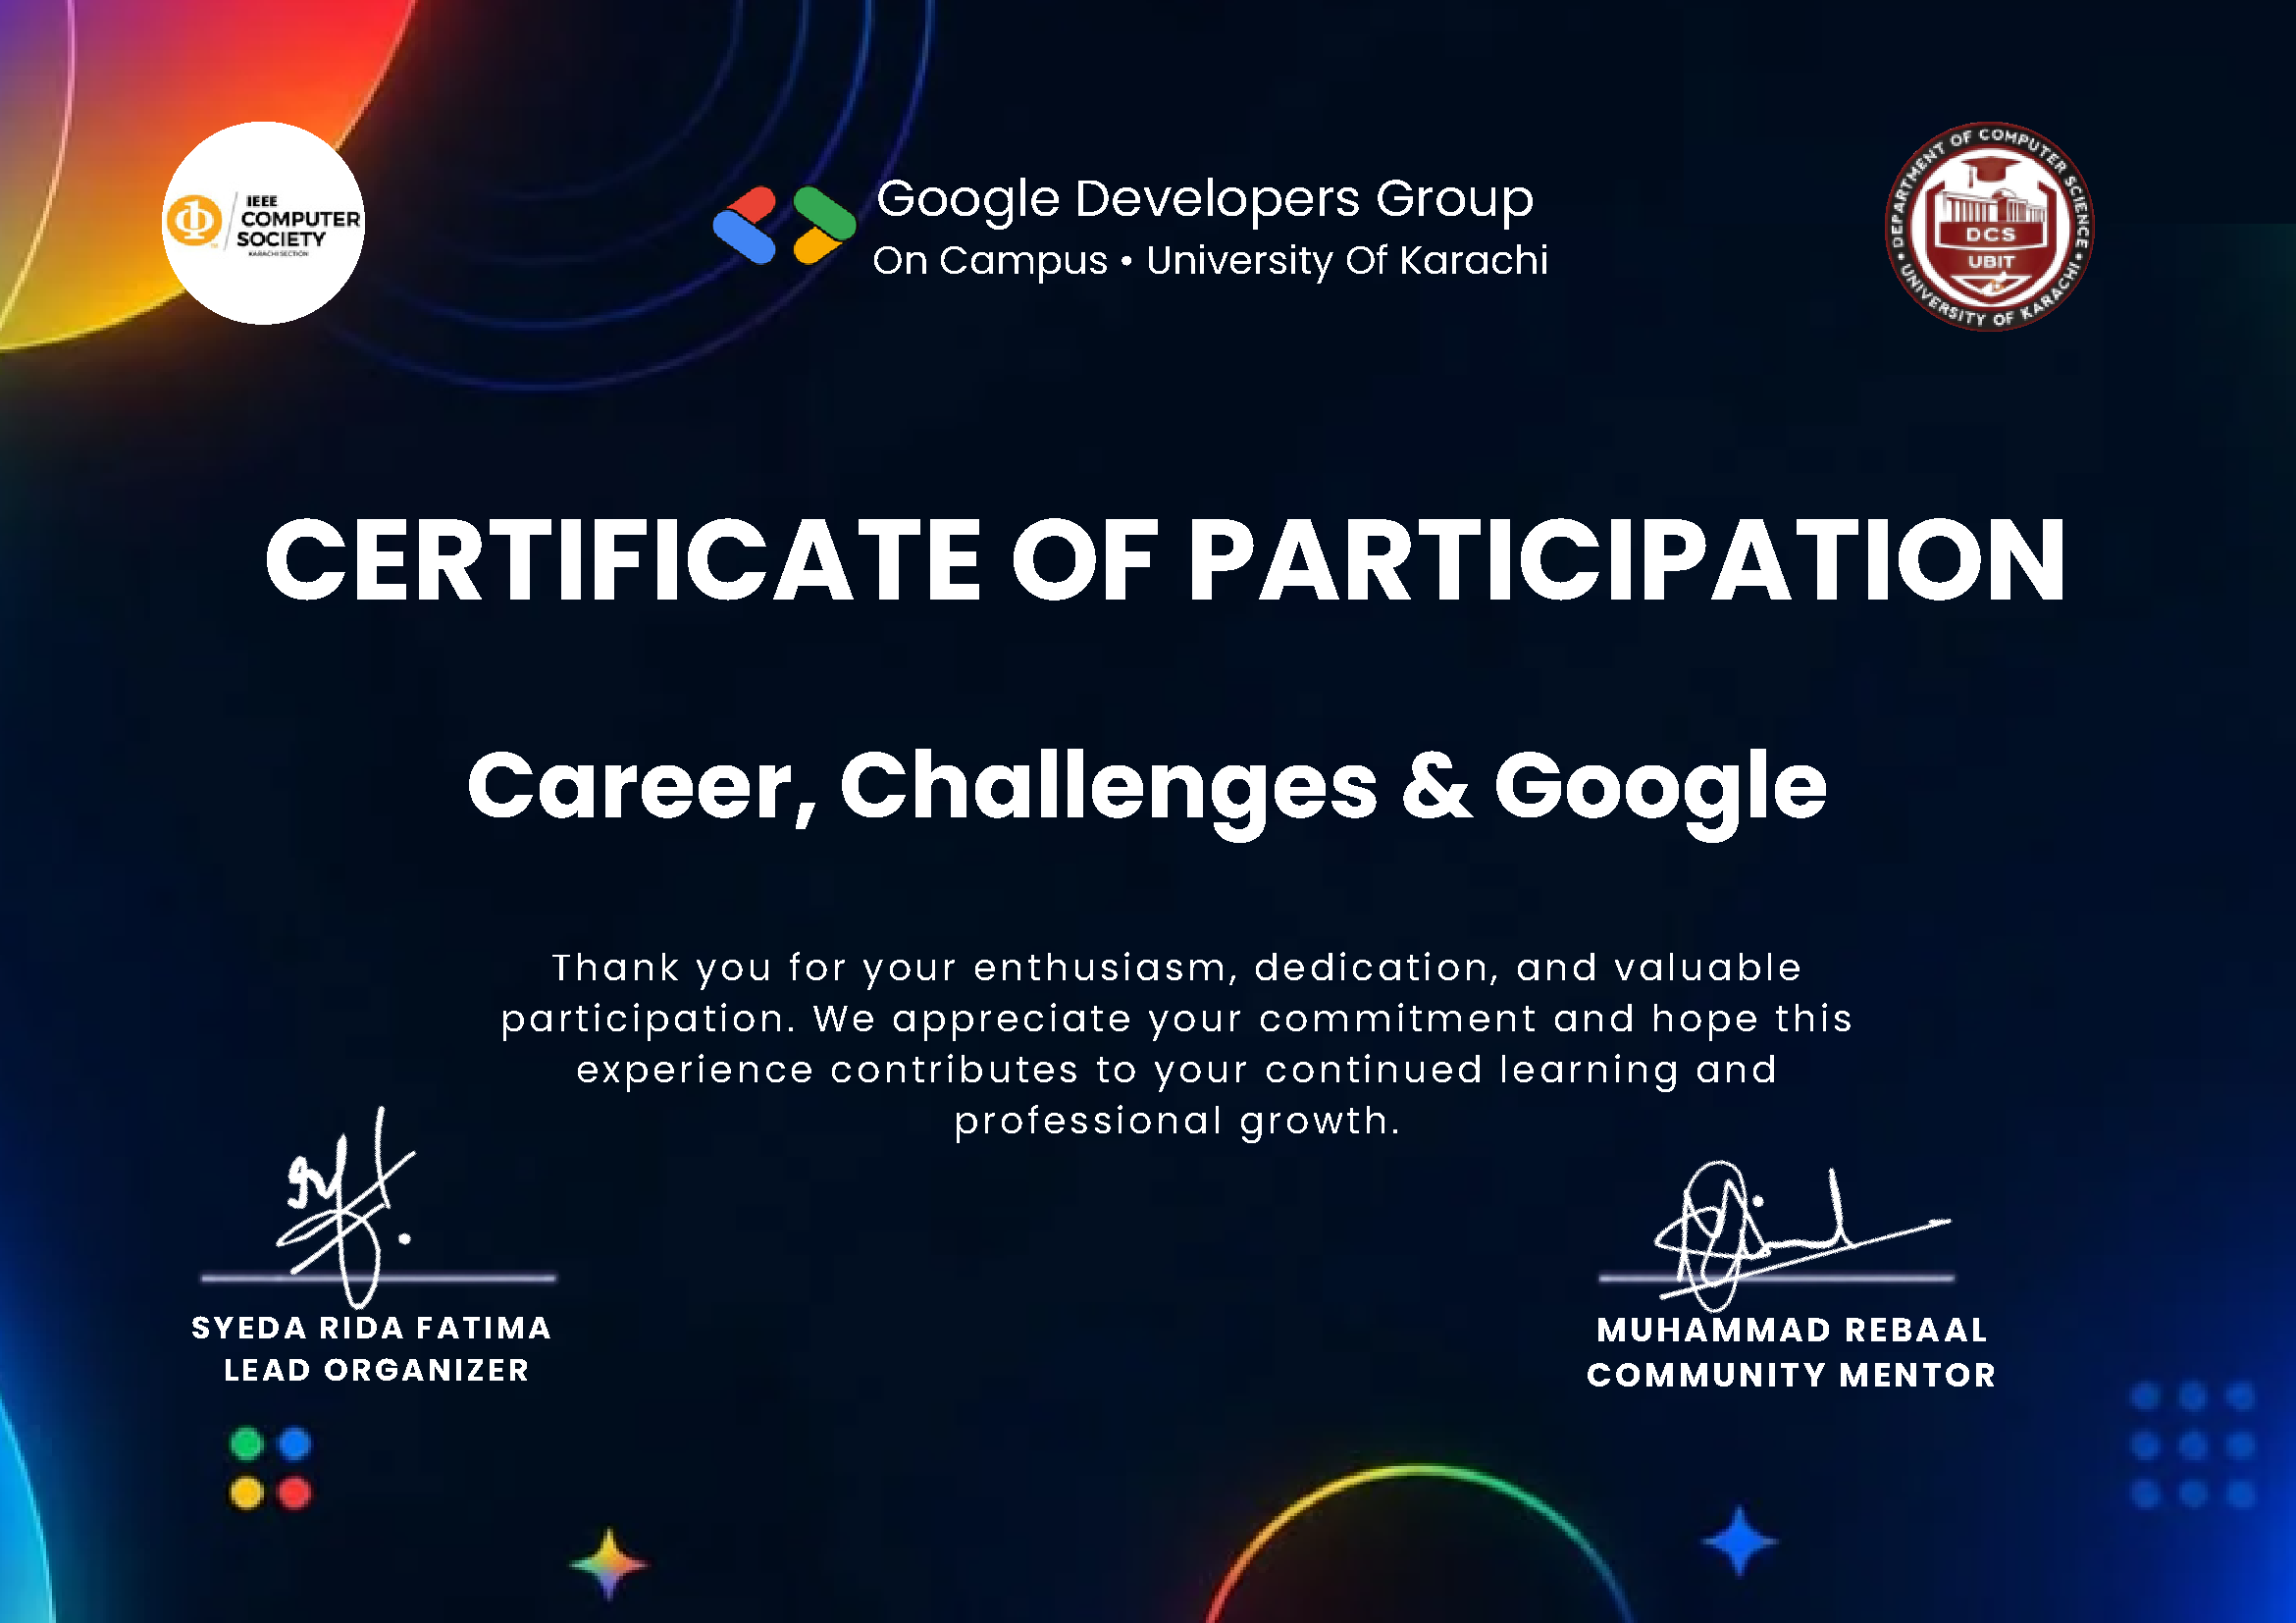 IEEE
COMPUTER
SOCIETY
KARACHI SECTION
Google Developers Group
On Campus • University Of Karachi
DEPARTMENT OF COMPUTER SCIENCE
DCS
UBIT
• UNIVERSITY OF KARACHI •
CERTIFICATE OF PARTICIPATION
Career, Challenges & Google
Thank you for your enthusiasm, dedication, and valuable
participation. We appreciate your commitment and hope this
experience contributes to your continued learning and
professional growth.
SYEDA RIDA FATIMA
LEAD ORGANIZER
MUHAMMAD REBAAL
COMMUNITY MENTOR